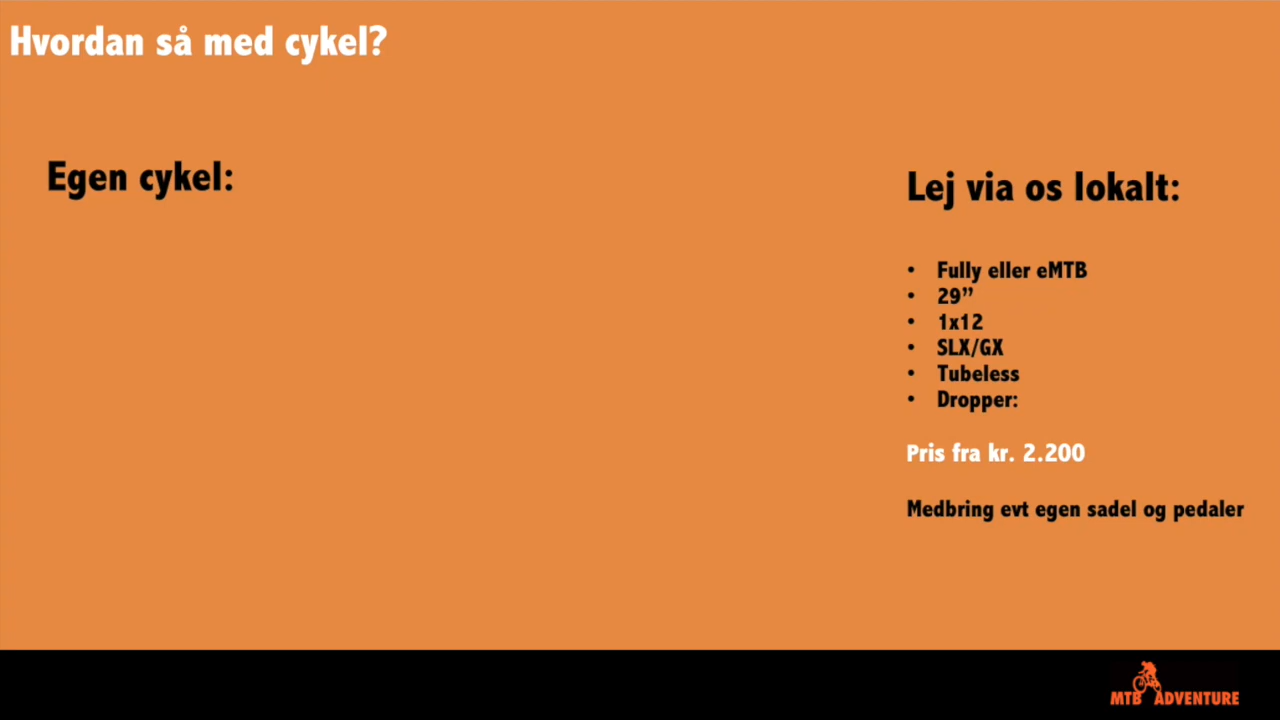 Hvordan så med cykel?
Egen cykel:
Lej via os lokalt:
• Fully eller eMTB
• 29”
• 1x12
• SLX/GX
• Tubeless
• Dropper:
Pris fra kr. 2.200
Medbring evt egen sadel og pedaler
MTB ADVENTURE